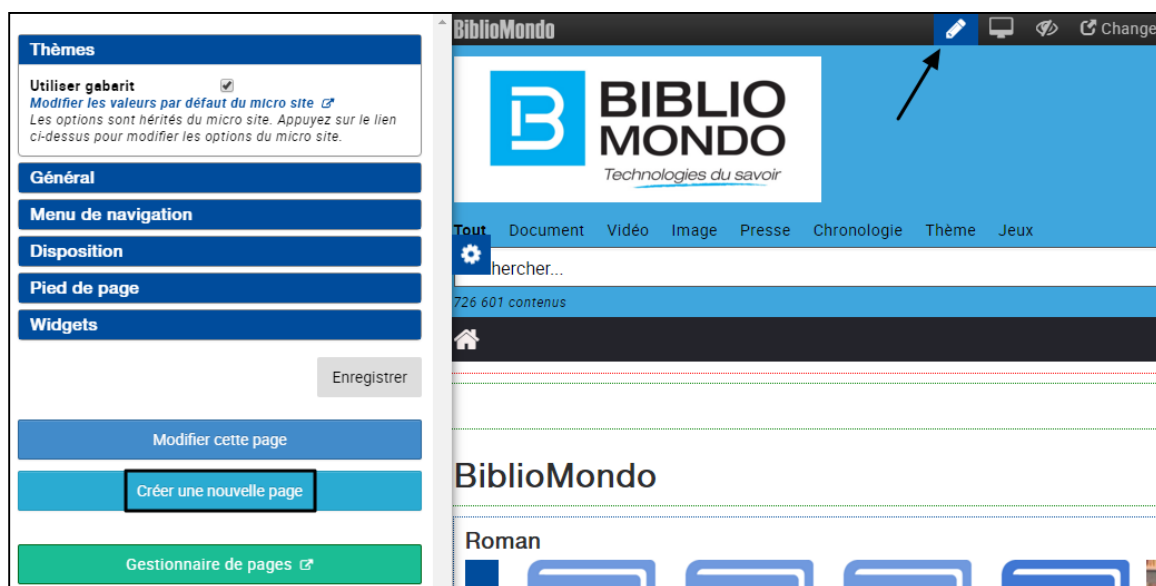 Thèmes
Utiliser gabarit
Modifier les valeurs par défaut du micro site
Les options sont hérités du micro site. Appuyez sur le lien
ci-dessus pour modifier les options du micro site.
Général
Menu de navigation
Disposition
Pied de page
Widgets
Enregistrer
Modifier cette page
Créer une nouvelle page
Gestionnaire de pages
BiblioMondo
Change
B
BIBLIO
MONDO
Technologies du savoir
Tout Document Vidéo Image Presse Chronologie Thème Jeux
hercher...
726 601 contenus
BiblioMondo
Roman